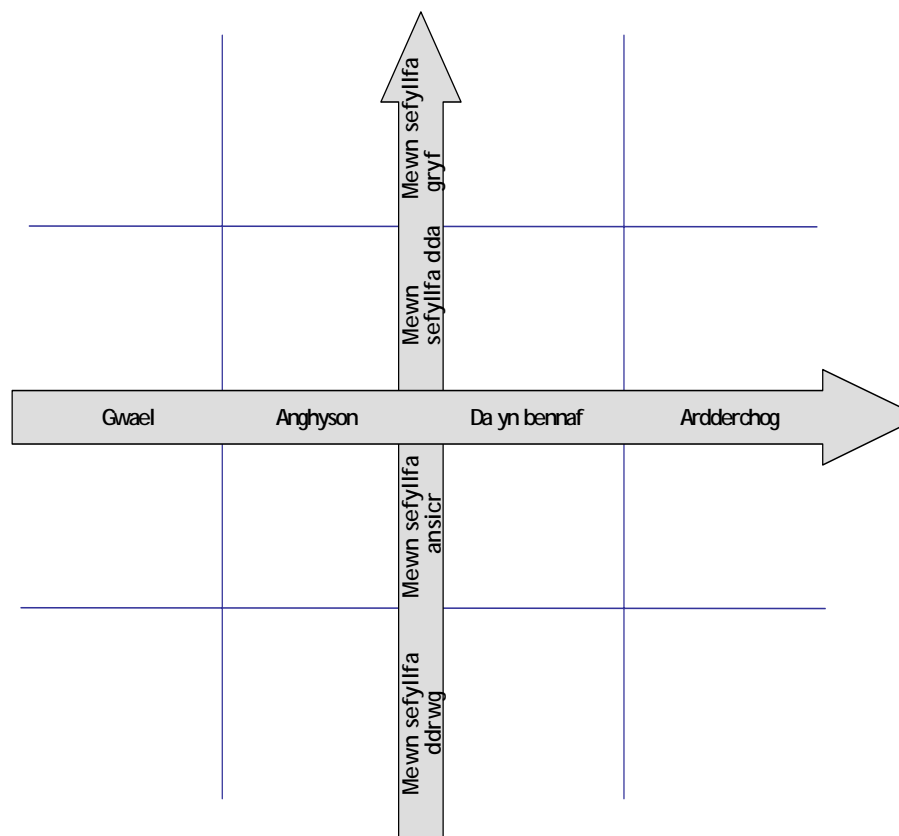 Mewn sefyllfa
gryf
Mewn
sefyllfa dda
Gwael
Anghyson
Da yn bennaf
Ardderchog
Mewn sefyllfa
ansicr
Mewn sefyllfa
ddrwg